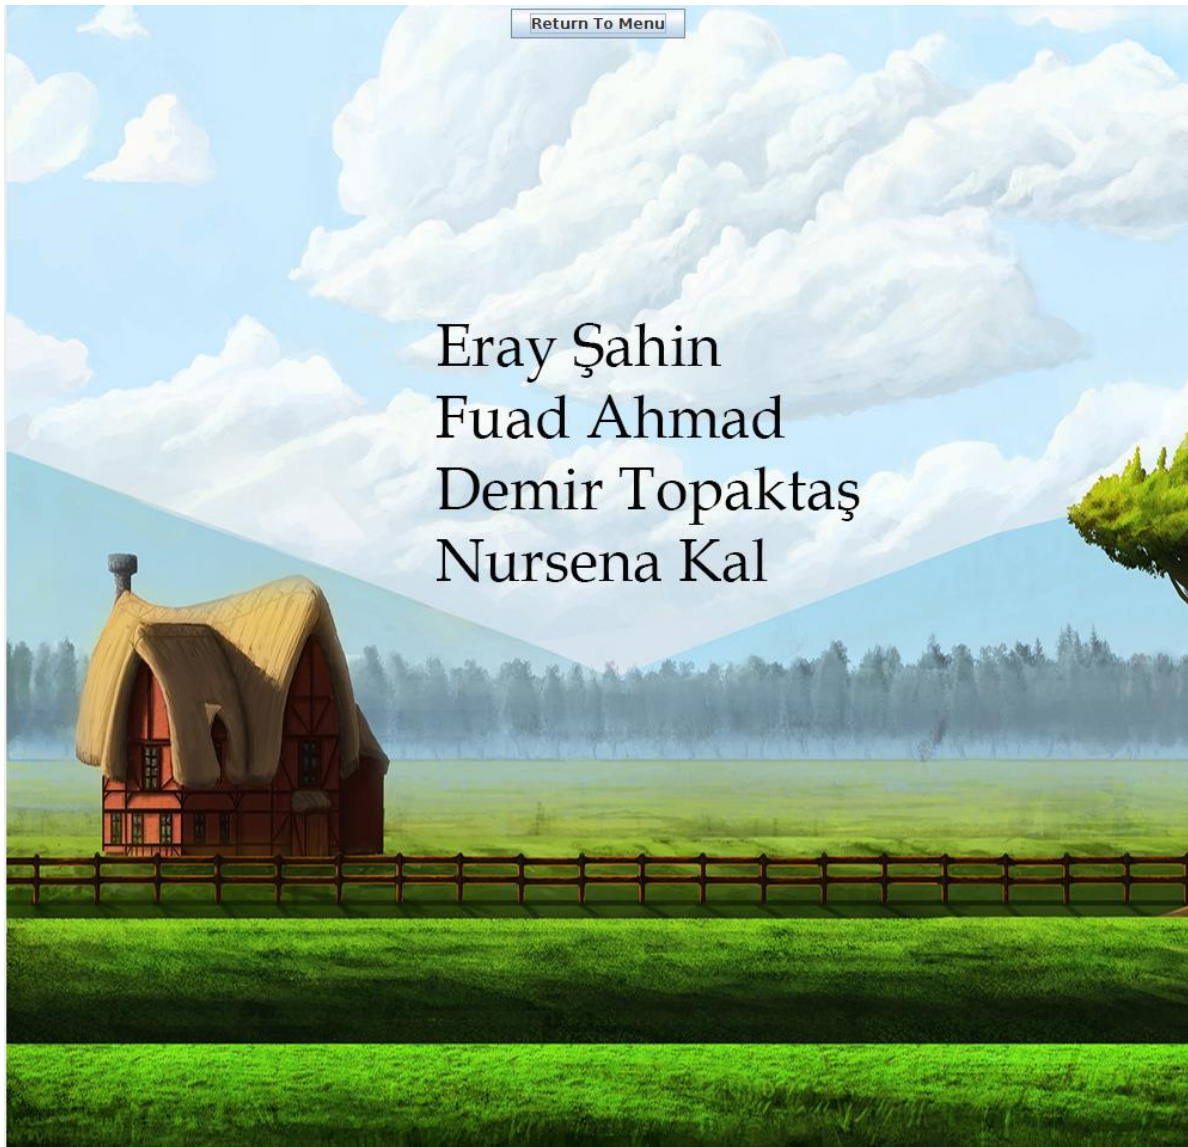 Return To Menu
Eray Şahin
Fuad Ahmad
Demir Topaktaş
Nursena Kal